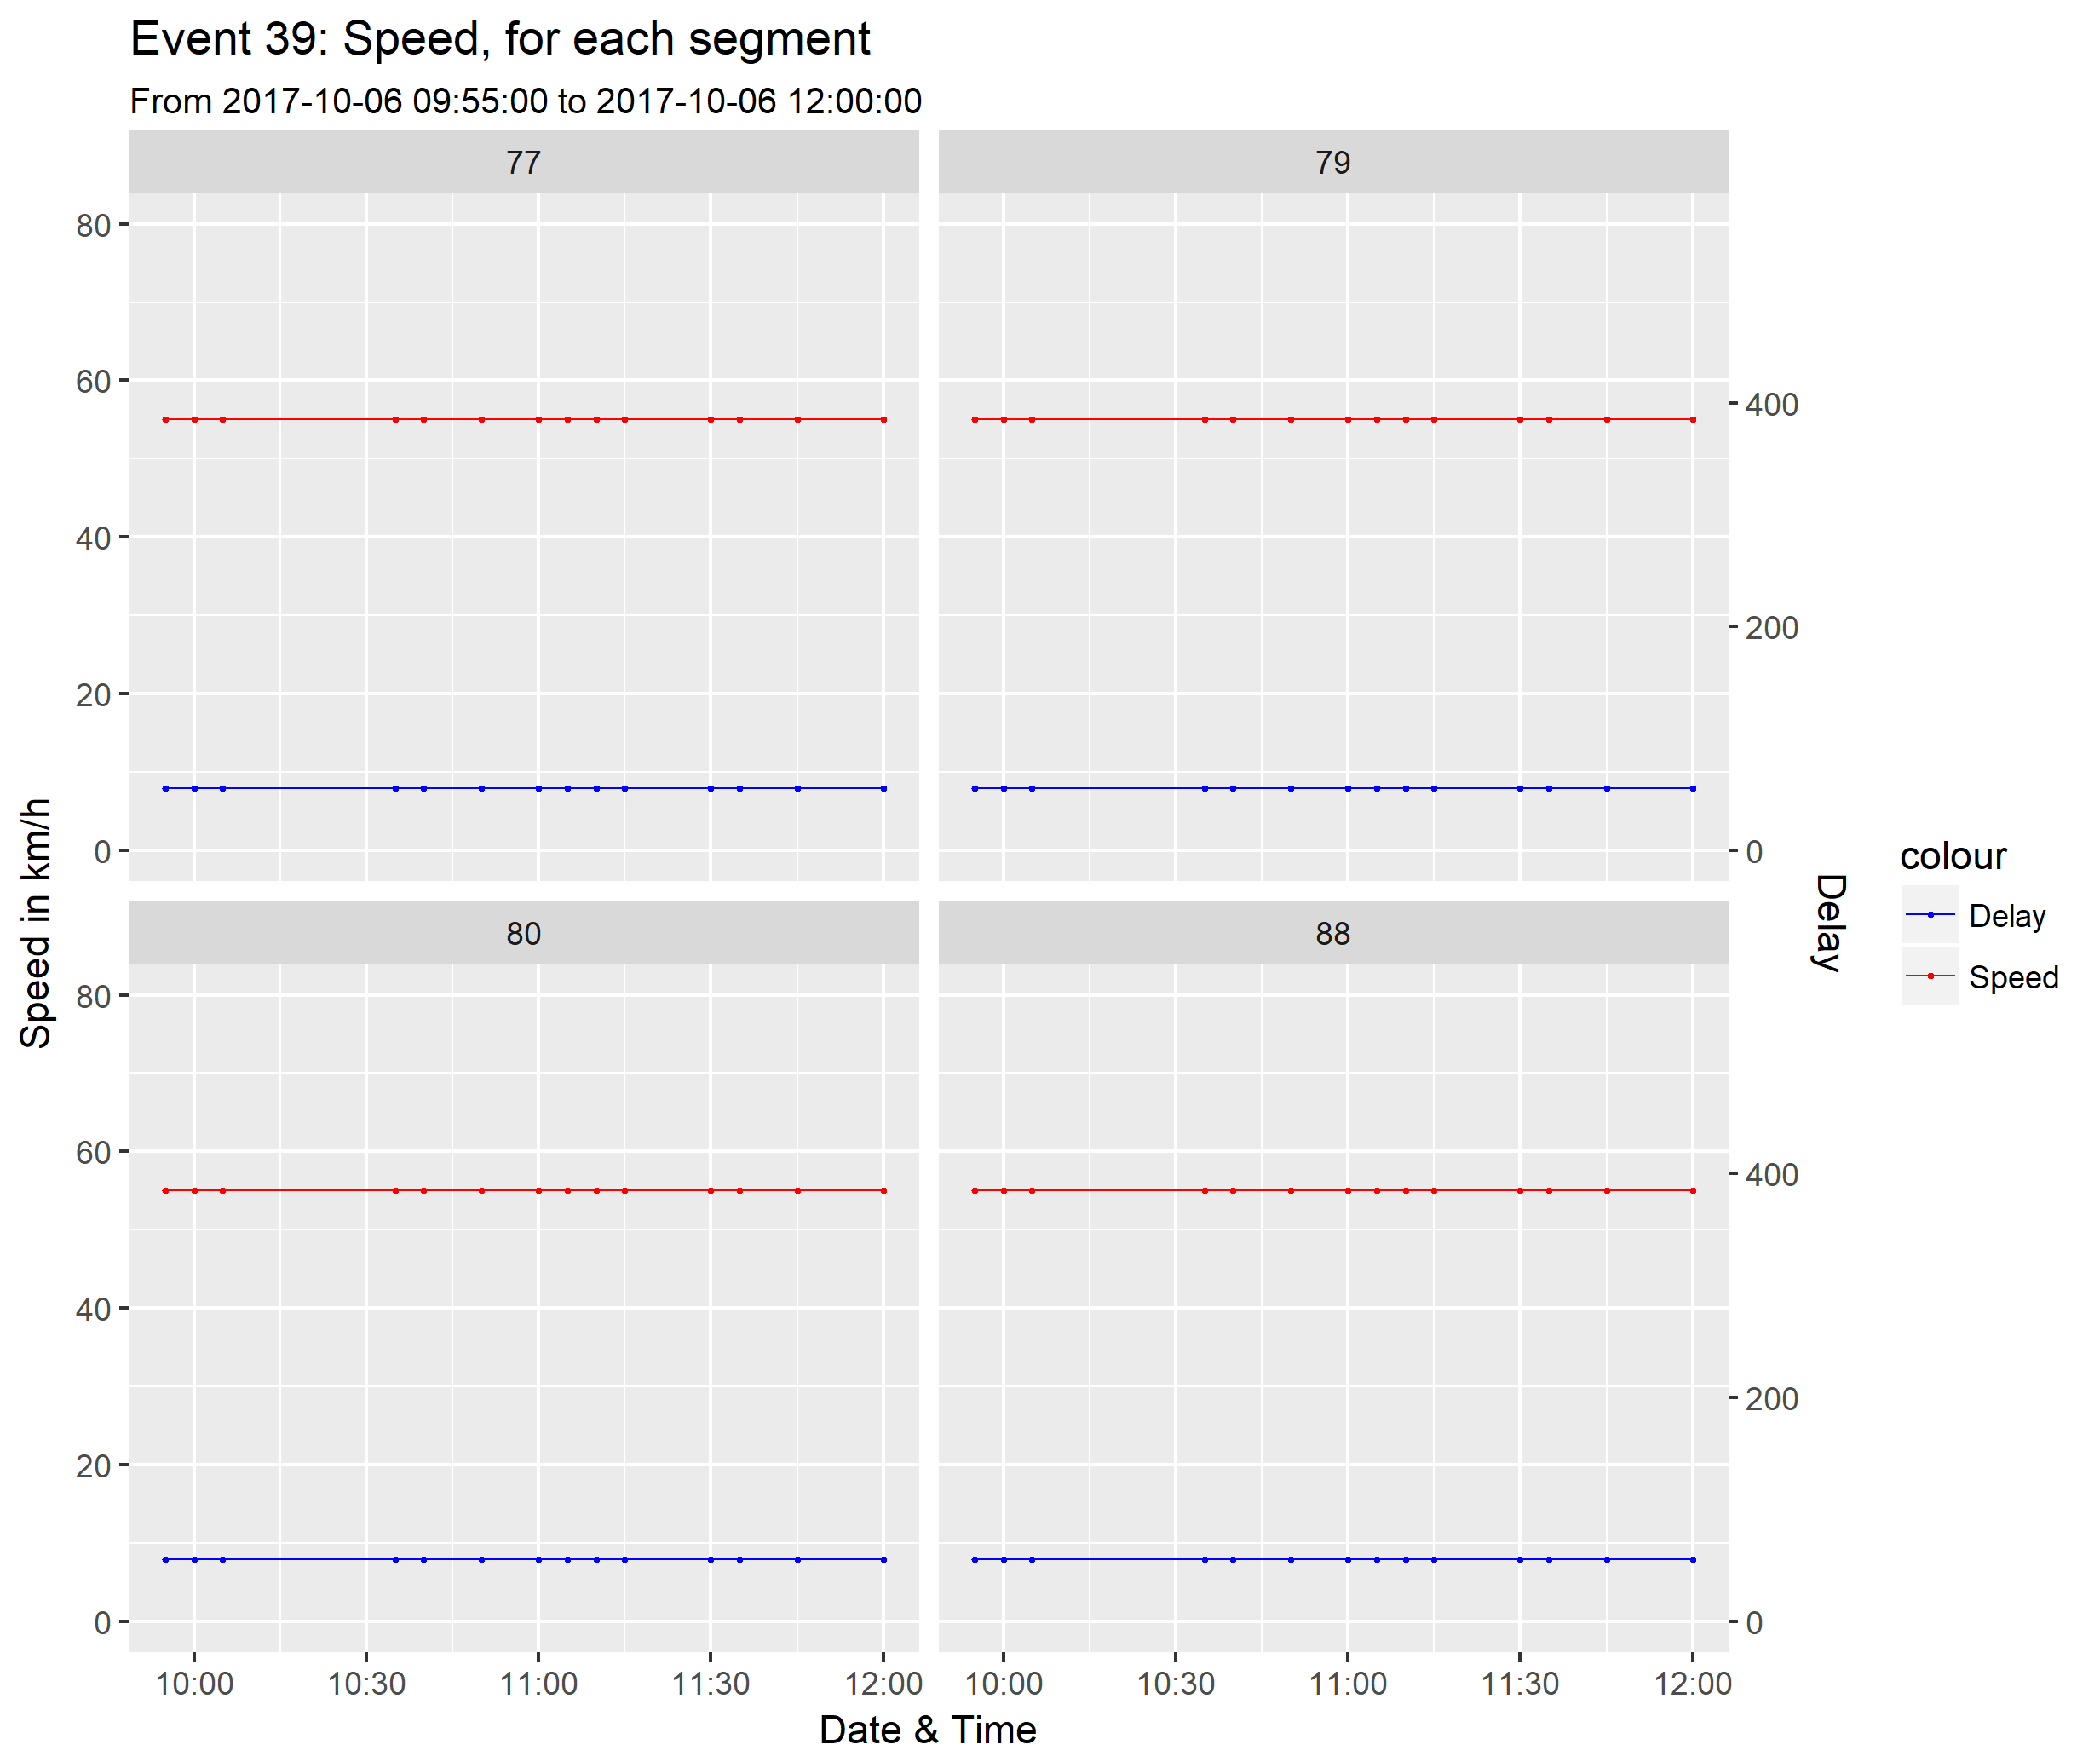 Event 39: Speed, for each segment
From 2017-10-06 09:55:00 to 2017-10-06 12:00:00
77 79
80
60
40
20
0
400
200
0
80 88
80
60
40
20
0
400
200
0
10:00 10:30 11:00 11:30 12:00 10:00 10:30 11:00 11:30 12:00
Date & Time
Speed in km/h
Delay
colour
Delay
Speed